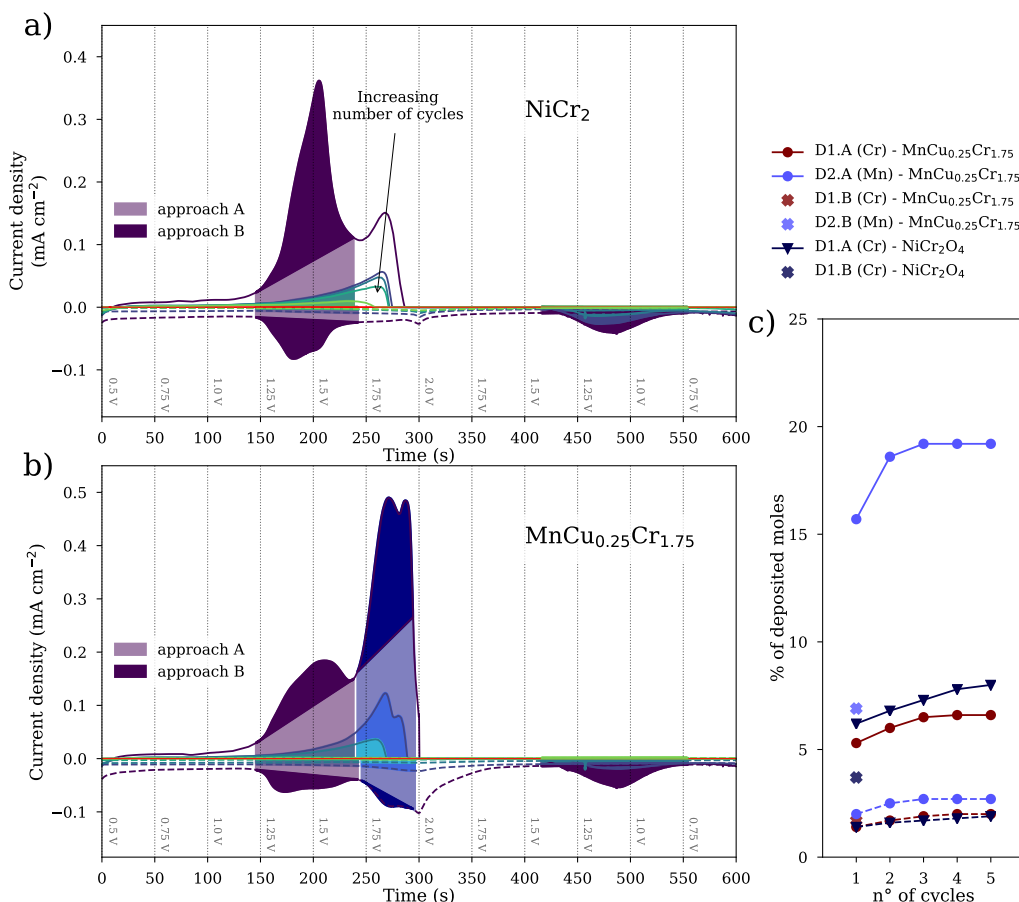 a)
Current density
(mA cm⁻²)
0.4
0.3
0.2
0.1
0.0
−0.1
Increasing
number of cycles
NiCr₂
approach A
approach B
0.5 V
0.75 V
1.0 V
1.25 V
1.5 V
1.75 V
2.0 V
1.75 V
1.5 V
1.25 V
1.0 V
0.75 V
0 50 100 150 200 250 300 350 400 450 500 550 600
Time (s)
b)
Current density (mA cm⁻²)
0.5
0.4
0.3
0.2
0.1
0.0
−0.1
MnCu₀.₂₅Cr₁.₇₅
approach A
approach B
0.5 V
0.75 V
1.0 V
1.25 V
1.5 V
1.75 V
2.0 V
1.75 V
1.5 V
1.25 V
1.0 V
0.75 V
0 50 100 150 200 250 300 350 400 450 500 550 600
Time (s)
D1.A (Cr) - MnCu₀.₂₅Cr₁.₇₅
D2.A (Mn) - MnCu₀.₂₅Cr₁.₇₅
D1.B (Cr) - MnCu₀.₂₅Cr₁.₇₅
D2.B (Mn) - MnCu₀.₂₅Cr₁.₇₅
D1.A (Cr) - NiCr₂O₄
D1.B (Cr) - NiCr₂O₄
c)
% of deposited moles
25
20
15
10
5
0
1 2 3 4 5
n° of cycles